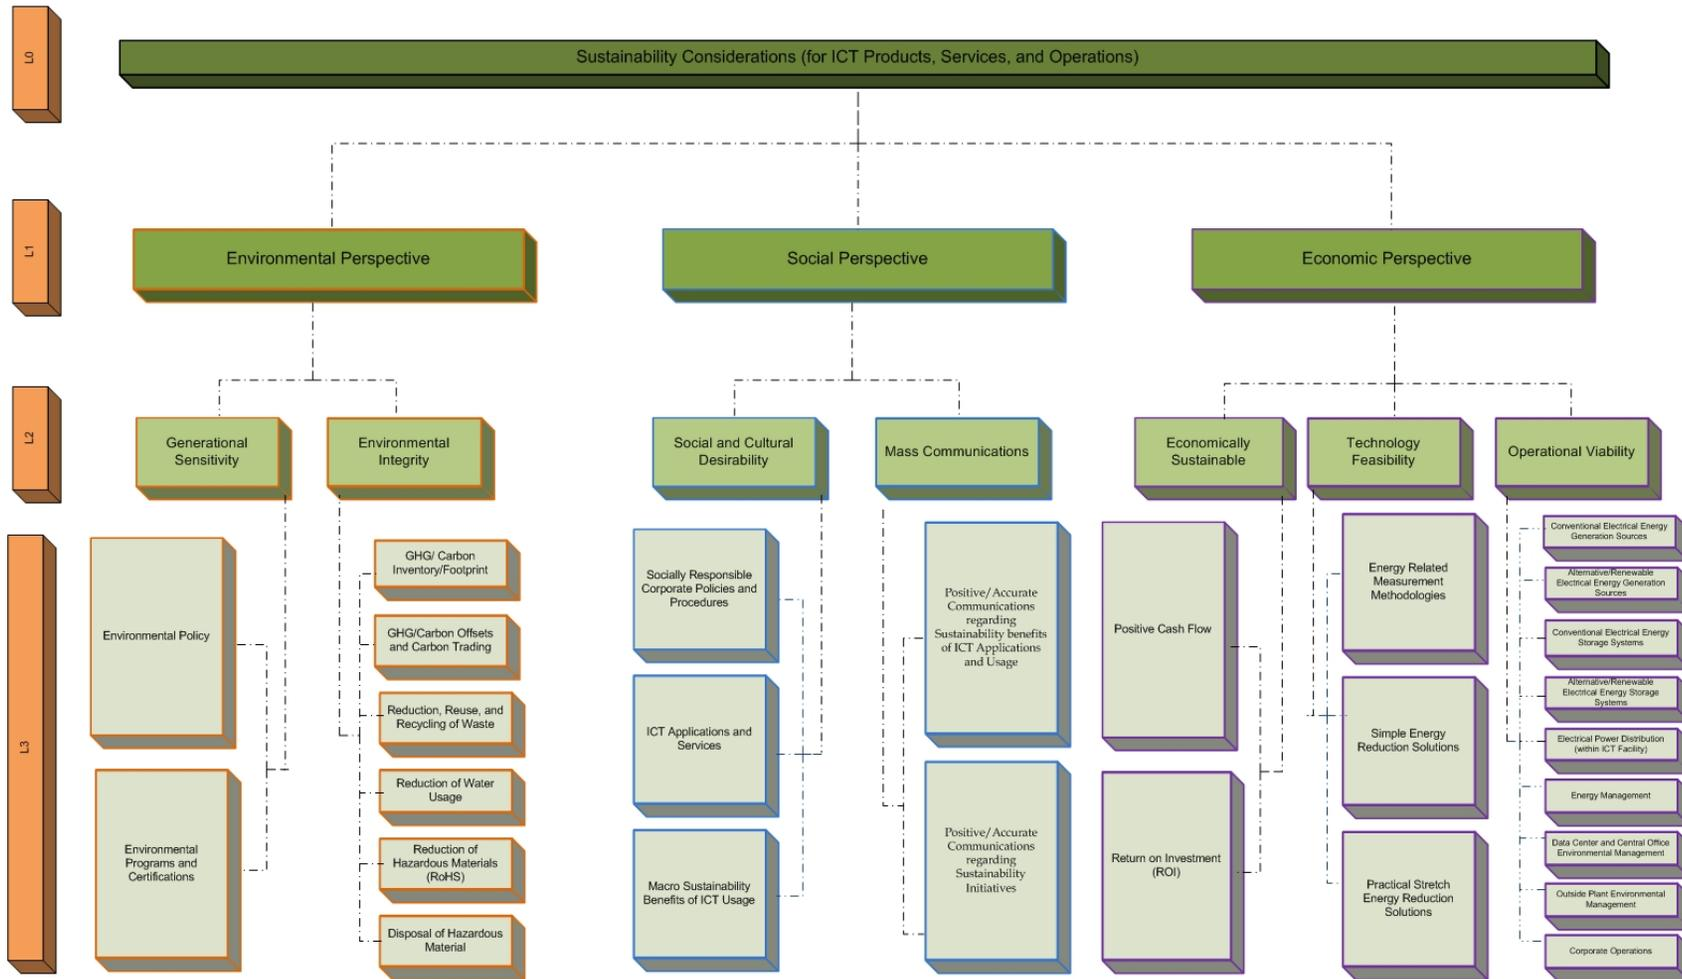 L0
Sustainability Considerations (for ICT Products, Services, and Operations)
L1
Environmental Perspective
Social Perspective
Economic Perspective
L2
Generational
Sensitivity
Environmental
Integrity
Social and Cultural
Desirability
Mass Communications
Economically
Sustainable
Technology
Feasibility
Operational Viability
L3
Environmental Policy
Environmental
Programs and
Certifications
GHG/ Carbon
Inventory/Footprint
GHG/Carbon Offsets
and Carbon Trading
Reduction, Reuse, and
Recycling of Waste
Reduction of Water
Usage
Reduction of
Hazardous Materials
(RoHS)
Disposal of Hazardous
Material
Socially Responsible
Corporate Policies and
Procedures
ICT Applications and
Services
Macro Sustainability
Benefits of ICT Usage
Positive/Accurate
Communications
regarding
Sustainability benefits
of ICT Applications
and Usage
Positive/Accurate
Communications
regarding
Sustainability
Initiatives
Positive Cash Flow
Return on Investment
(ROI)
Energy Related
Measurement
Methodologies
Simple Energy
Reduction Solutions
Practical Stretch
Energy Reduction
Solutions
Conventional Electrical Energy
Generation Sources
Alternative/Renewable
Electrical Energy Generation
Sources
Conventional Electrical Energy
Storage Systems
Alternative/Renewable
Electrical Energy Storage
Systems
Electrical Power Distribution
(within ICT Facility)
Energy Management
Data Center and Central Office
Environmental Management
Outside Plant Environmental
Management
Corporate Operations